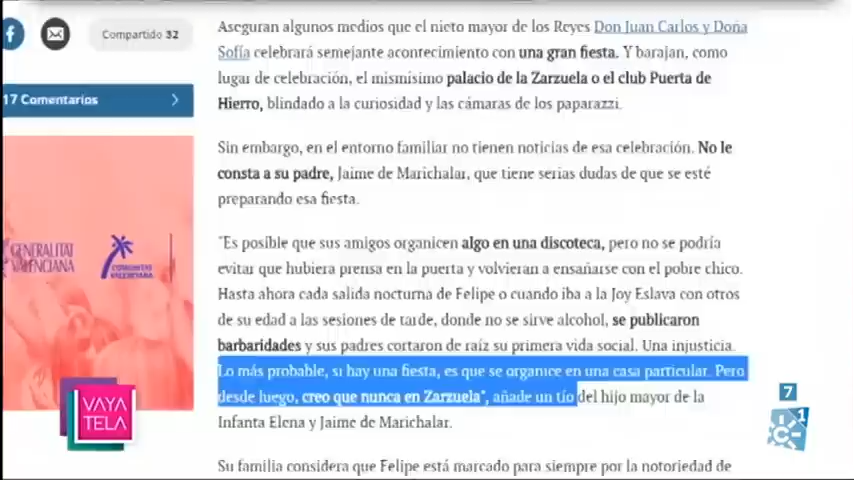 Compartido 32
17 Comentarios
GENERALITAT
VALENCIANA
COMUNITAT
VALENCIANA
Aseguran algunos medios que el nieto mayor de los Reyes Don Juan Carlos y Doña
Sofía celebrará semejante acontecimiento con una gran fiesta. Y barajan, como
lugar de celebración, el mismísimo palacio de la Zarzuela o el club Puerta de
Hierro, blindado a la curiosidad y las cámaras de los paparazzi.
Sin embargo, en el entorno familiar no tienen noticias de esa celebración. No le
consta a su padre, Jaime de Marichalar, que tiene serias dudas de que se esté
preparando esa fiesta.
"Es posible que sus amigos organicen algo en una discoteca, pero no se podría
evitar que hubiera prensa en la puerta y volvieran a ensañarse con el pobre chico.
Hasta ahora cada salida nocturna de Felipe o cuando iba a la Joy Eslava con otros
de su edad a las sesiones de tarde, donde no se sirve alcohol, se publicaron
barbaridades y sus padres cortaron de raíz su primera vida social. Una injusticia.
Lo más probable, si hay una fiesta, es que se organice en una casa particular. Pero
desde luego, creo que nunca en Zarzuela", añade un tío del hijo mayor de la
Infanta Elena y Jaime de Marichalar.
Su familia considera que Felipe está marcado para siempre por la notoriedad de
VAYA
TELA
7
1